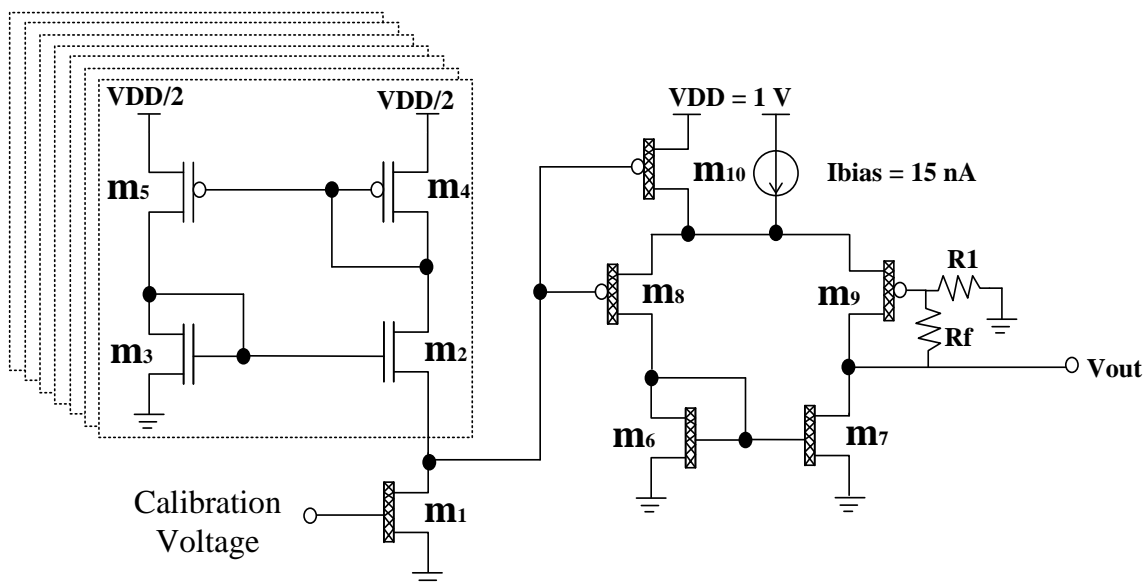 VDD/2 VDD/2
m5 m4
m3 m2
Calibration
Voltage
m1
VDD = 1 V
m10 Ibias = 15 nA
m8 m9 R1
Rf
Vout
m6 m7